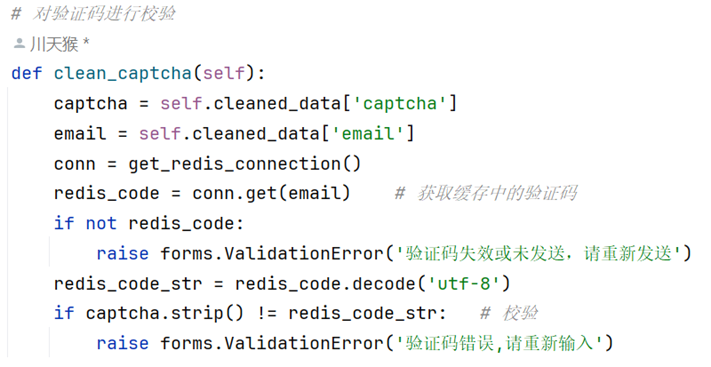 # 对验证码进行校验
川天猴 *
def clean_captcha(self):
    captcha = self.cleaned_data['captcha']
    email = self.cleaned_data['email']
    conn = get_redis_connection()
    redis_code = conn.get(email)    # 获取缓存中的验证码
    if not redis_code:
        raise forms.ValidationError('验证码失效或未发送，请重新发送')
    redis_code_str = redis_code.decode('utf-8')
    if captcha.strip() != redis_code_str:   # 校验
        raise forms.ValidationError('验证码错误,请重新输入')